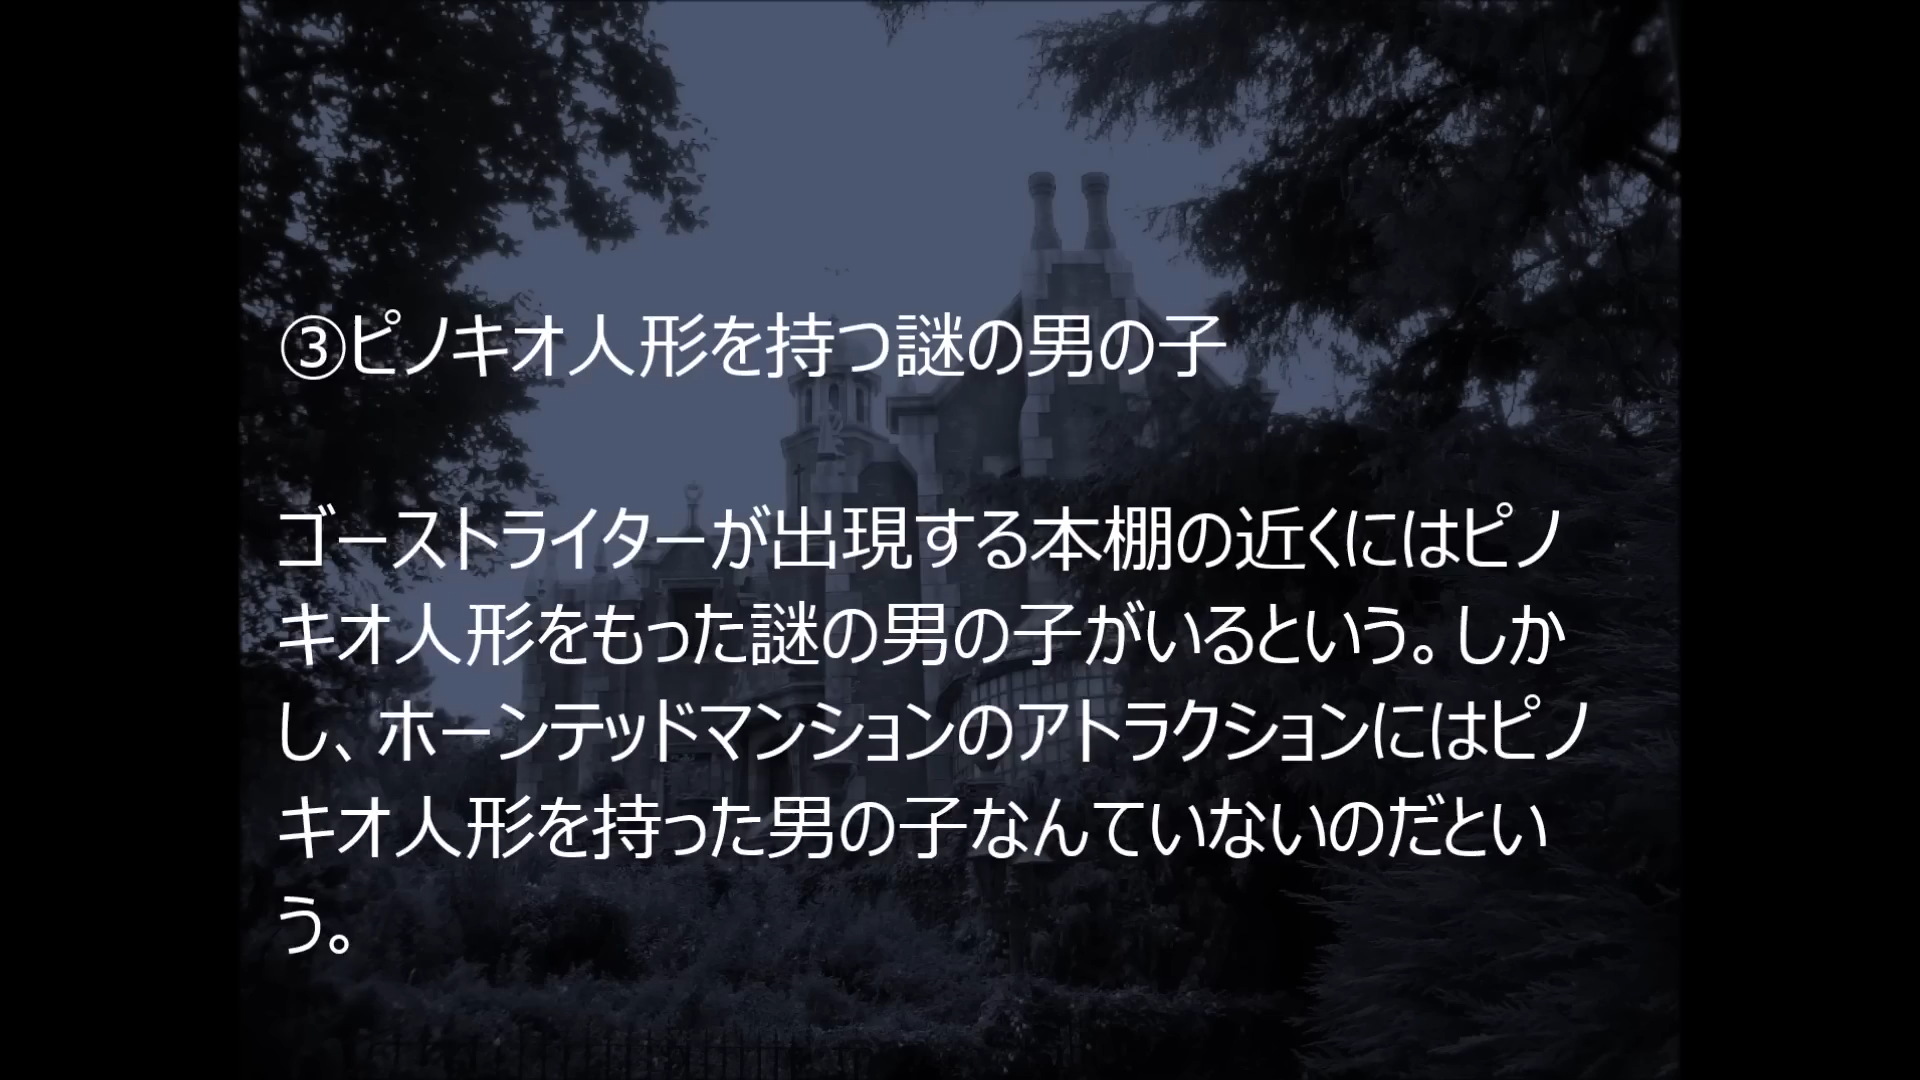 ③ピノキオ人形を持つ謎の男の子
ゴーストライターが出現する本棚の近くにはピノ
キオ人形をもった謎の男の子がいるという。しか
し、ホーンテッドマンションのアトラクションにはピノ
キオ人形を持った男の子なんていないのだとい
う。